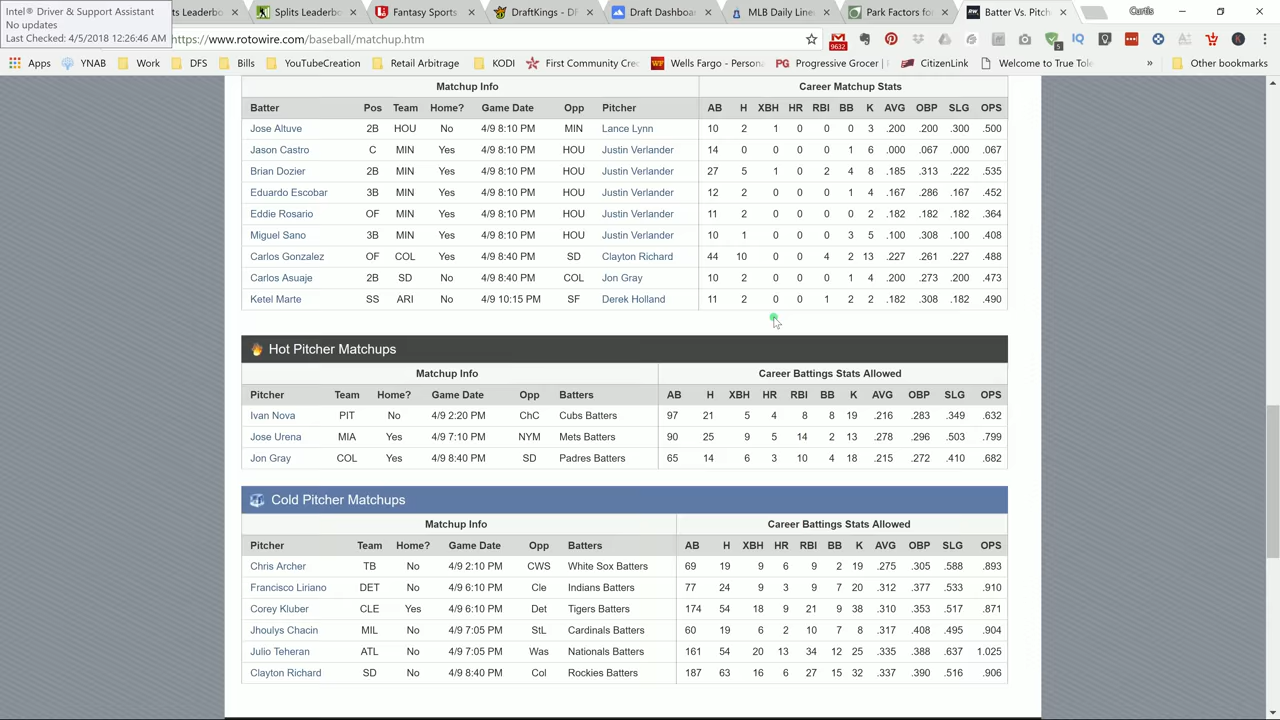 Intel® Driver & Support Assistant
No updates
Last Checked: 4/5/2018 12:26:46 AM
ts Leaderbo × Splits Leaderbo × Fantasy Sports × DraftKings - DF × Draft Dashboa × MLB Daily Line × Park Factors for × Batter Vs. Pitch × Curtis
https://www.rotowire.com/baseball/matchup.htm
Apps YNAB Work DFS Bills YouTubeCreation Retail Arbitrage KODI First Community Cre Wells Fargo - Persona Progressive Grocer | CitizenLink Welcome to True Tole » Other bookmarks
Matchup Info Career Matchup Stats
Batter Pos Team Home? Game Date Opp Pitcher AB H XBH HR RBI BB K AVG OBP SLG OPS
Jose Altuve 2B HOU No 4/9 8:10 PM MIN Lance Lynn 10 2 1 0 0 0 3 .200 .200 .300 .500
Jason Castro C MIN Yes 4/9 8:10 PM HOU Justin Verlander 14 0 0 0 0 1 6 .000 .067 .000 .067
Brian Dozier 2B MIN Yes 4/9 8:10 PM HOU Justin Verlander 27 5 1 0 2 4 8 .185 .313 .222 .535
Eduardo Escobar 3B MIN Yes 4/9 8:10 PM HOU Justin Verlander 12 2 0 0 0 1 4 .167 .286 .167 .452
Eddie Rosario OF MIN Yes 4/9 8:10 PM HOU Justin Verlander 11 2 0 0 0 0 2 .182 .182 .182 .364
Miguel Sano 3B MIN Yes 4/9 8:10 PM HOU Justin Verlander 10 1 0 0 0 3 5 .100 .308 .100 .408
Carlos Gonzalez OF COL Yes 4/9 8:40 PM SD Clayton Richard 44 10 0 0 4 2 13 .227 .261 .227 .488
Carlos Asuaje 2B SD No 4/9 8:40 PM COL Jon Gray 10 2 0 0 0 1 4 .200 .273 .200 .473
Ketel Marte SS ARI No 4/9 10:15 PM SF Derek Holland 11 2 0 0 1 2 2 .182 .308 .182 .490
Hot Pitcher Matchups
Matchup Info Career Battings Stats Allowed
Pitcher Team Home? Game Date Opp Batters AB H XBH HR RBI BB K AVG OBP SLG OPS
Ivan Nova PIT No 4/9 2:20 PM ChC Cubs Batters 97 21 5 4 8 8 19 .216 .283 .349 .632
Jose Urena MIA Yes 4/9 7:10 PM NYM Mets Batters 90 25 9 5 14 2 13 .278 .296 .503 .799
Jon Gray COL Yes 4/9 8:40 PM SD Padres Batters 65 14 6 3 10 4 18 .215 .272 .410 .682
Cold Pitcher Matchups
Matchup Info Career Battings Stats Allowed
Pitcher Team Home? Game Date Opp Batters AB H XBH HR RBI BB K AVG OBP SLG OPS
Chris Archer TB No 4/9 2:10 PM CWS White Sox Batters 69 19 9 6 9 2 19 .275 .305 .588 .893
Francisco Liriano DET No 4/9 6:10 PM Cle Indians Batters 77 24 9 3 9 7 20 .312 .377 .533 .910
Corey Kluber CLE Yes 4/9 6:10 PM Det Tigers Batters 174 54 18 9 21 9 38 .310 .353 .517 .871
Jhoulys Chacin MIL No 4/9 7:05 PM StL Cardinals Batters 60 19 6 2 10 7 8 .317 .408 .495 .904
Julio Teheran ATL No 4/9 7:05 PM Was Nationals Batters 161 54 20 13 34 12 25 .335 .388 .637 1.025
Clayton Richard SD No 4/9 8:40 PM Col Rockies Batters 187 63 16 6 27 15 32 .337 .390 .516 .906